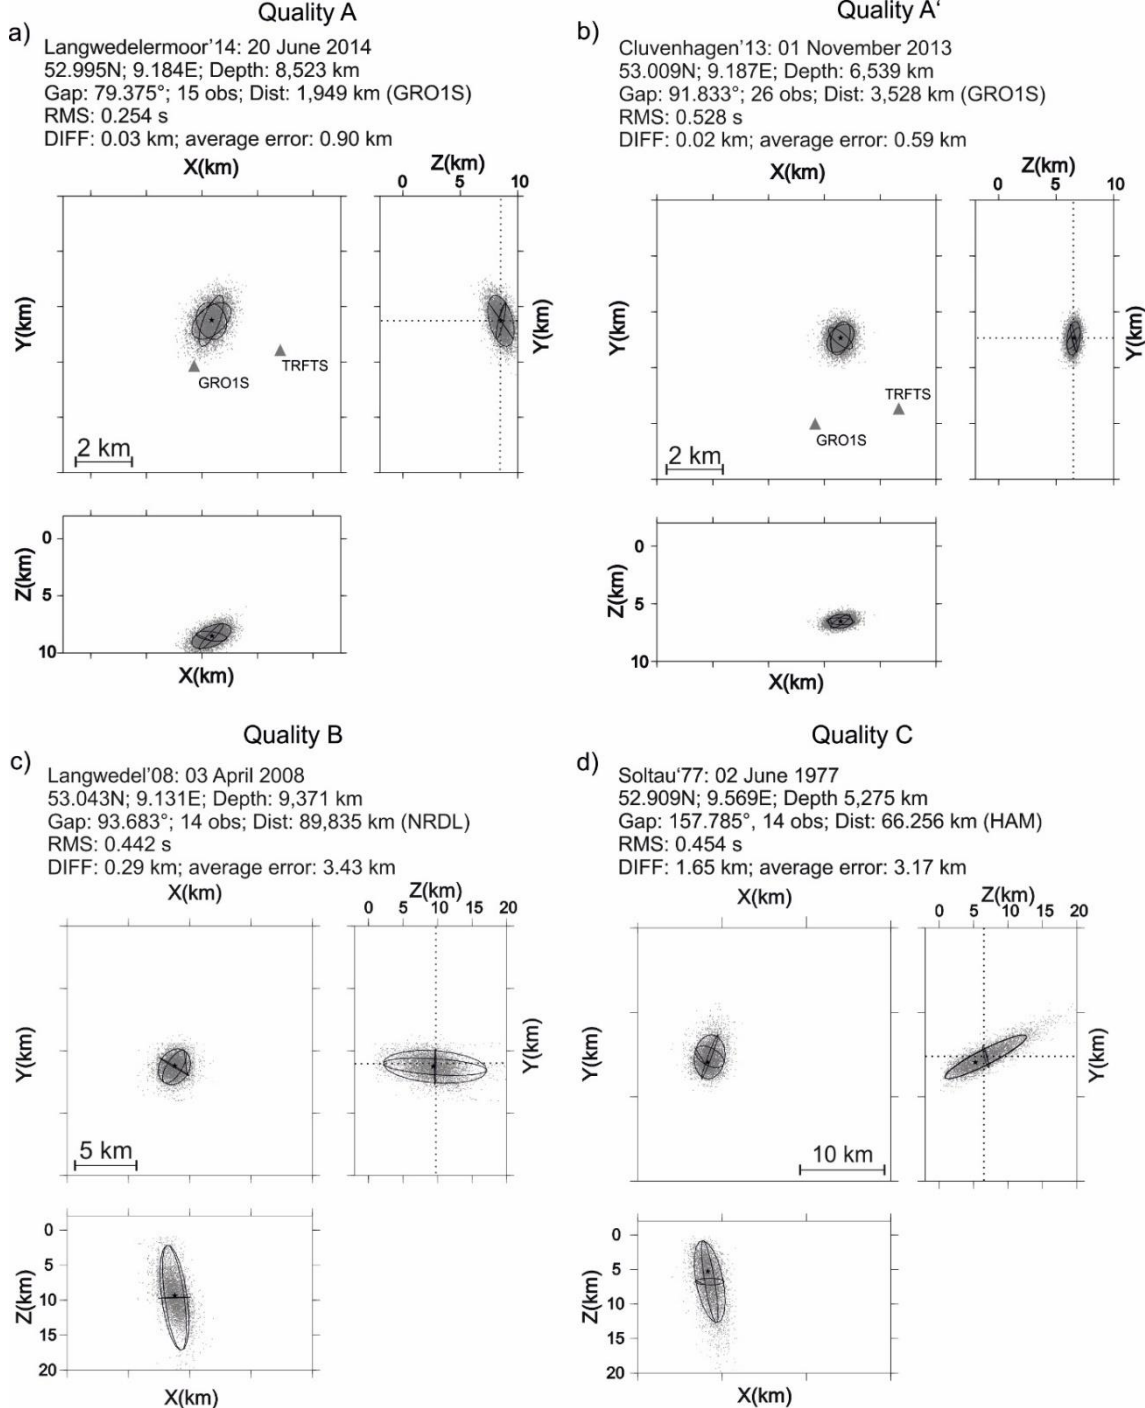 Quality A
a)
Langwedelermoor'14: 20 June 2014
52.995N; 9.184E; Depth: 8,523 km
Gap: 79.375°; 15 obs; Dist: 1,949 km (GRO1S)
RMS: 0.254 s
DIFF: 0.03 km; average error: 0.90 km
X(km)
Z(km)
0 5 10
Y(km)
Y(km)
GRO1S
TRFTS
2 km
Z(km)
0
5
10
X(km)
Quality A‘
b)
Cluvenhagen’13: 01 November 2013
53.009N; 9.187E; Depth: 6,539 km
Gap: 91.833°; 26 obs; Dist: 3,528 km (GRO1S)
RMS: 0.528 s
DIFF: 0.02 km; average error: 0.59 km
X(km)
Z(km)
0 5 10
Y(km)
Y(km)
TRFTS
GRO1S
2 km
Z(km)
0
5
10
X(km)
Quality B
c)
Langwedel’08: 03 April 2008
53.043N; 9.131E; Depth: 9,371 km
Gap: 93.683°; 14 obs; Dist: 89,835 km (NRDL)
RMS: 0.442 s
DIFF: 0.29 km; average error: 3.43 km
X(km)
Z(km)
0 5 10 15 20
Y(km)
Y(km)
5 km
Z(km)
0
5
10
15
20
X(km)
Quality C
d)
Soltau‘77: 02 June 1977
52.909N; 9.569E; Depth 5,275 km
Gap: 157.785°, 14 obs; Dist: 66.256 km (HAM)
RMS: 0.454 s
DIFF: 1.65 km; average error: 3.17 km
X(km)
Z(km)
0 5 10 15 20
Y(km)
Y(km)
10 km
Z(km)
0
5
10
15
20
X(km)